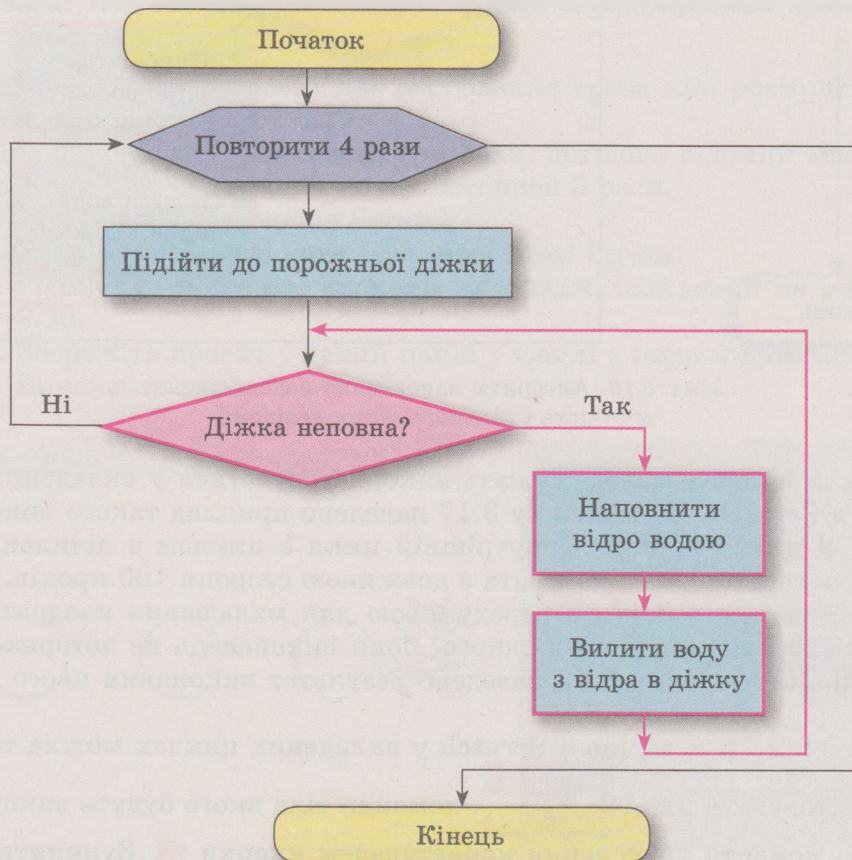 Початок
Повторити 4 рази
Підійти до порожньої діжки
Діжка неповна?
Ні
Так
Наповнити
відро водою
Вилити воду
з відра в діжку
Кінець